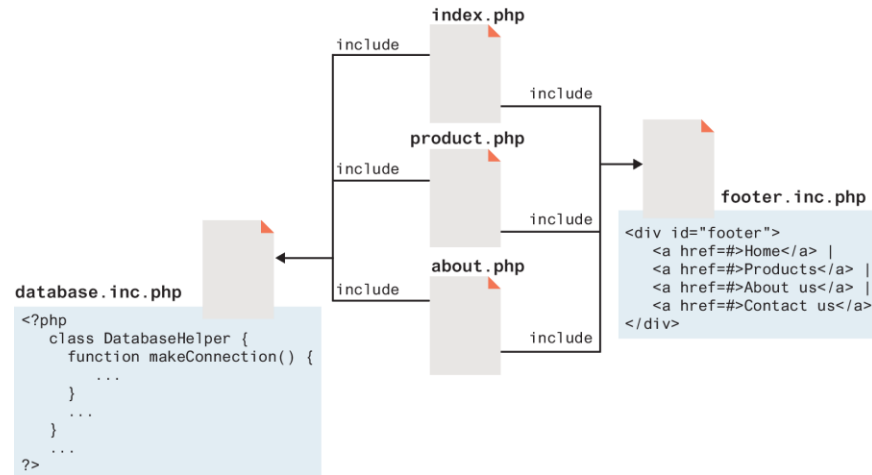 index.php
include
include
product.php
include
footer.inc.php
<div id="footer">
<a href=#>Home</a> |
<a href=#>Products</a> |
<a href=#>About us</a> |
<a href=#>Contact us</a>
</div>
include
about.php
include
include
database.inc.php
<?php
class DatabaseHelper {
function makeConnection() {
...
}
...
}
...
?>